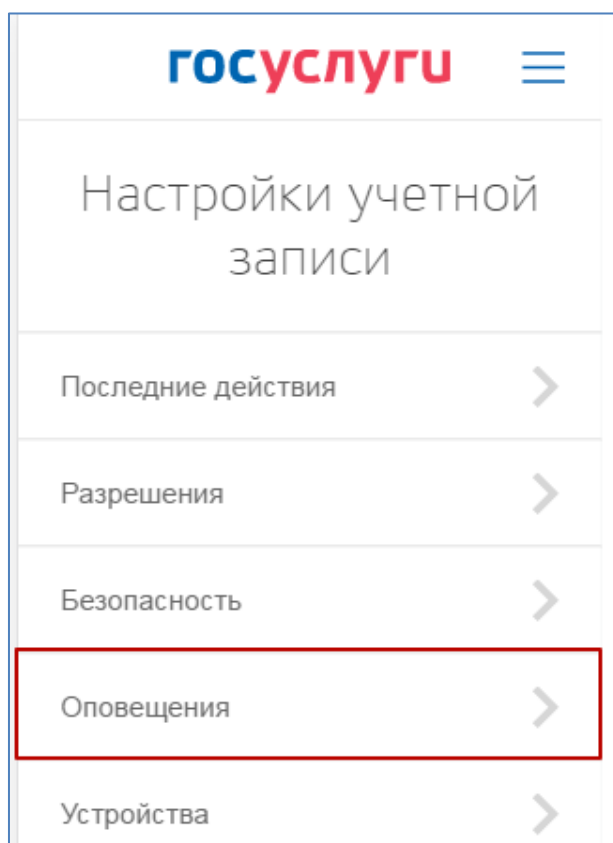 госуслуги
Настройки учетной
записи
Последние действия
Разрешения
Безопасность
Оповещения
Устройства